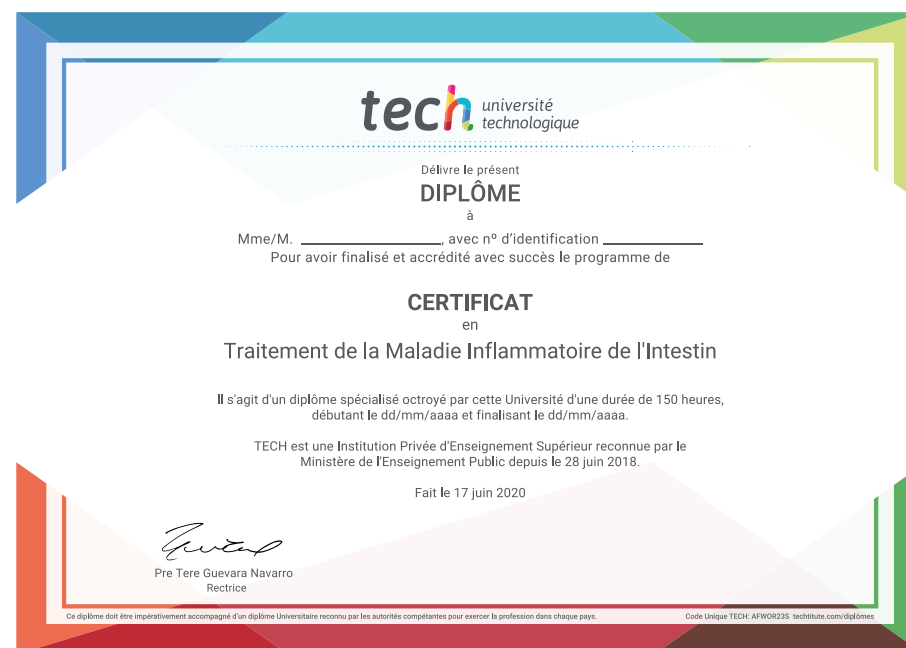 tech université
technologique
Délivre le présent
DIPLÔME
à
Mme/M. ____________________, avec nº d'identification ______________
Pour avoir finalisé et accrédité avec succès le programme de
CERTIFICAT
en
Traitement de la Maladie Inflammatoire de l'Intestin
Il s'agit d'un diplôme spécialisé octroyé par cette Université d'une durée de 150 heures,
débutant le dd/mm/aaaa et finalisant le dd/mm/aaaa.
TECH est une Institution Privée d'Enseignement Supérieur reconnue par le
Ministère de l'Enseignement Public depuis le 28 juin 2018.
Fait le 17 juin 2020
Pre Tere Guevara Navarro
Rectrice
Ce diplôme doit être impérativement accompagné d'un diplôme Universitaire reconnu par les autorités compétentes pour exercer la profession dans chaque pays.
Code Unique TECH: AFWOR23S techtitute.com/diplômes